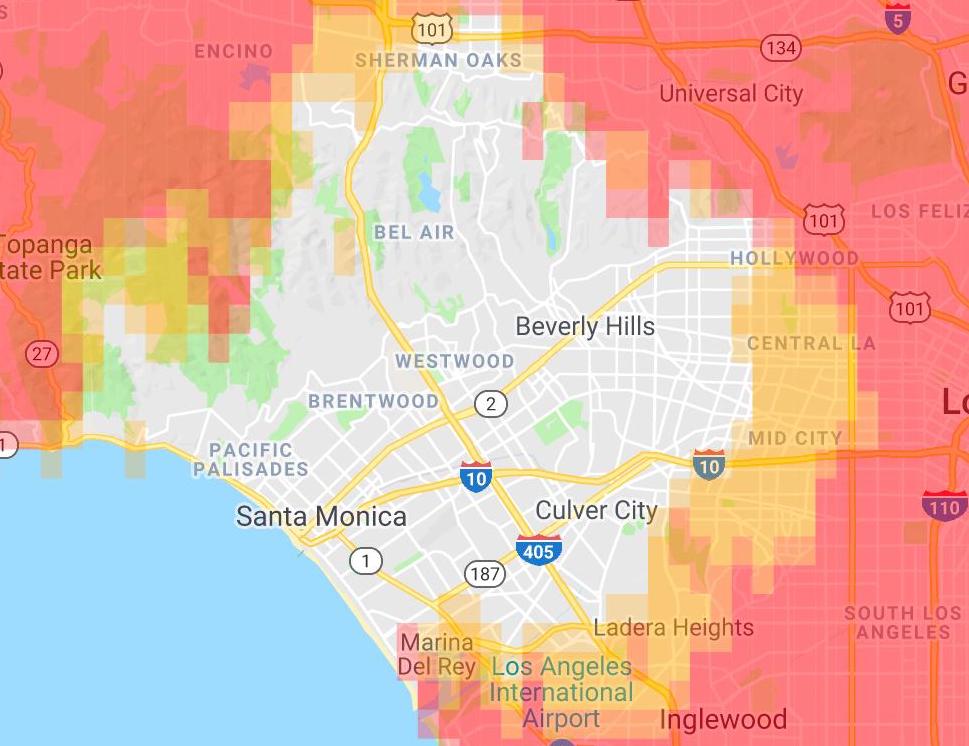 S
101
5
ENCINO
SHERMAN OAKS
134
Universal City
G
101
LOS FELIZ
BEL AIR
Topanga
tate Park
HOLLYWOOD
101
Beverly Hills
CENTRAL LA
27
WESTWOOD
2
BRENTWOOD
Lo
MID CITY
1
PACIFIC
PALISADES
10
10
Santa Monica
Culver City
110
405
1
187
SOUTH LOS
ANGELES
Ladera Heights
Marina
Del Rey
Los Angeles
International
Airport
Inglewood